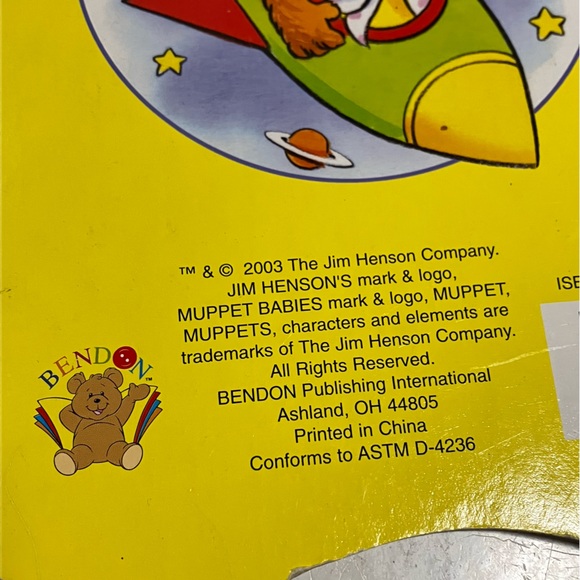 ™ & © 2003 The Jim Henson Company.
JIM HENSON'S mark & logo,
MUPPET BABIES mark & logo, MUPPET,
MUPPETS, characters and elements are
trademarks of The Jim Henson Company.
All Rights Reserved.
BENDON Publishing International
Ashland, OH 44805
Printed in China
Conforms to ASTM D-4236
BENDON™